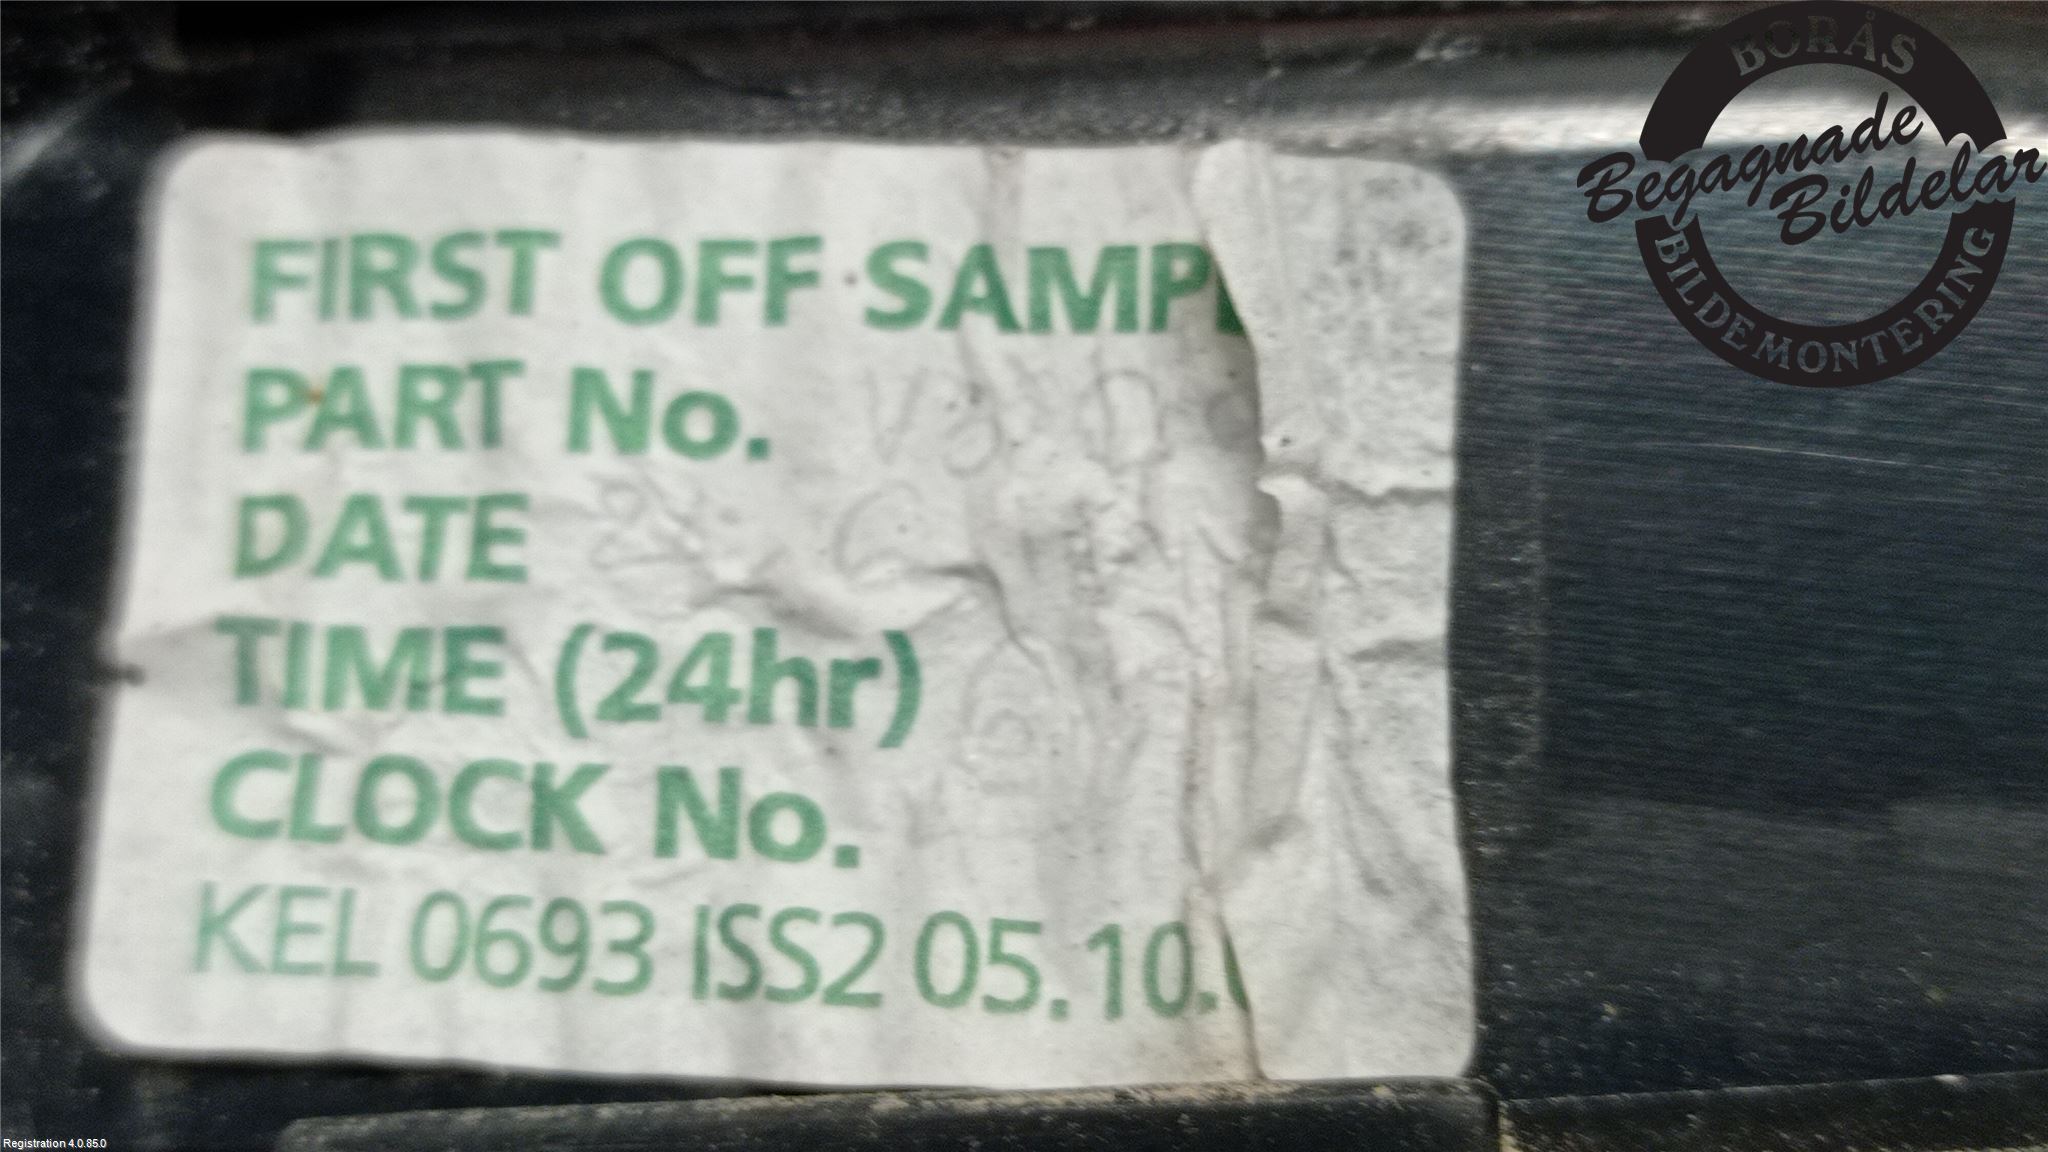 FIRST OFF SAMPL
PART No.
DATE
TIME (24hr)
CLOCK No.
KEL 0693 ISS2 05.10.
BORÅS
Begagnade
Bildelar
BILDEMONTERING
Registration 4.0.85.0